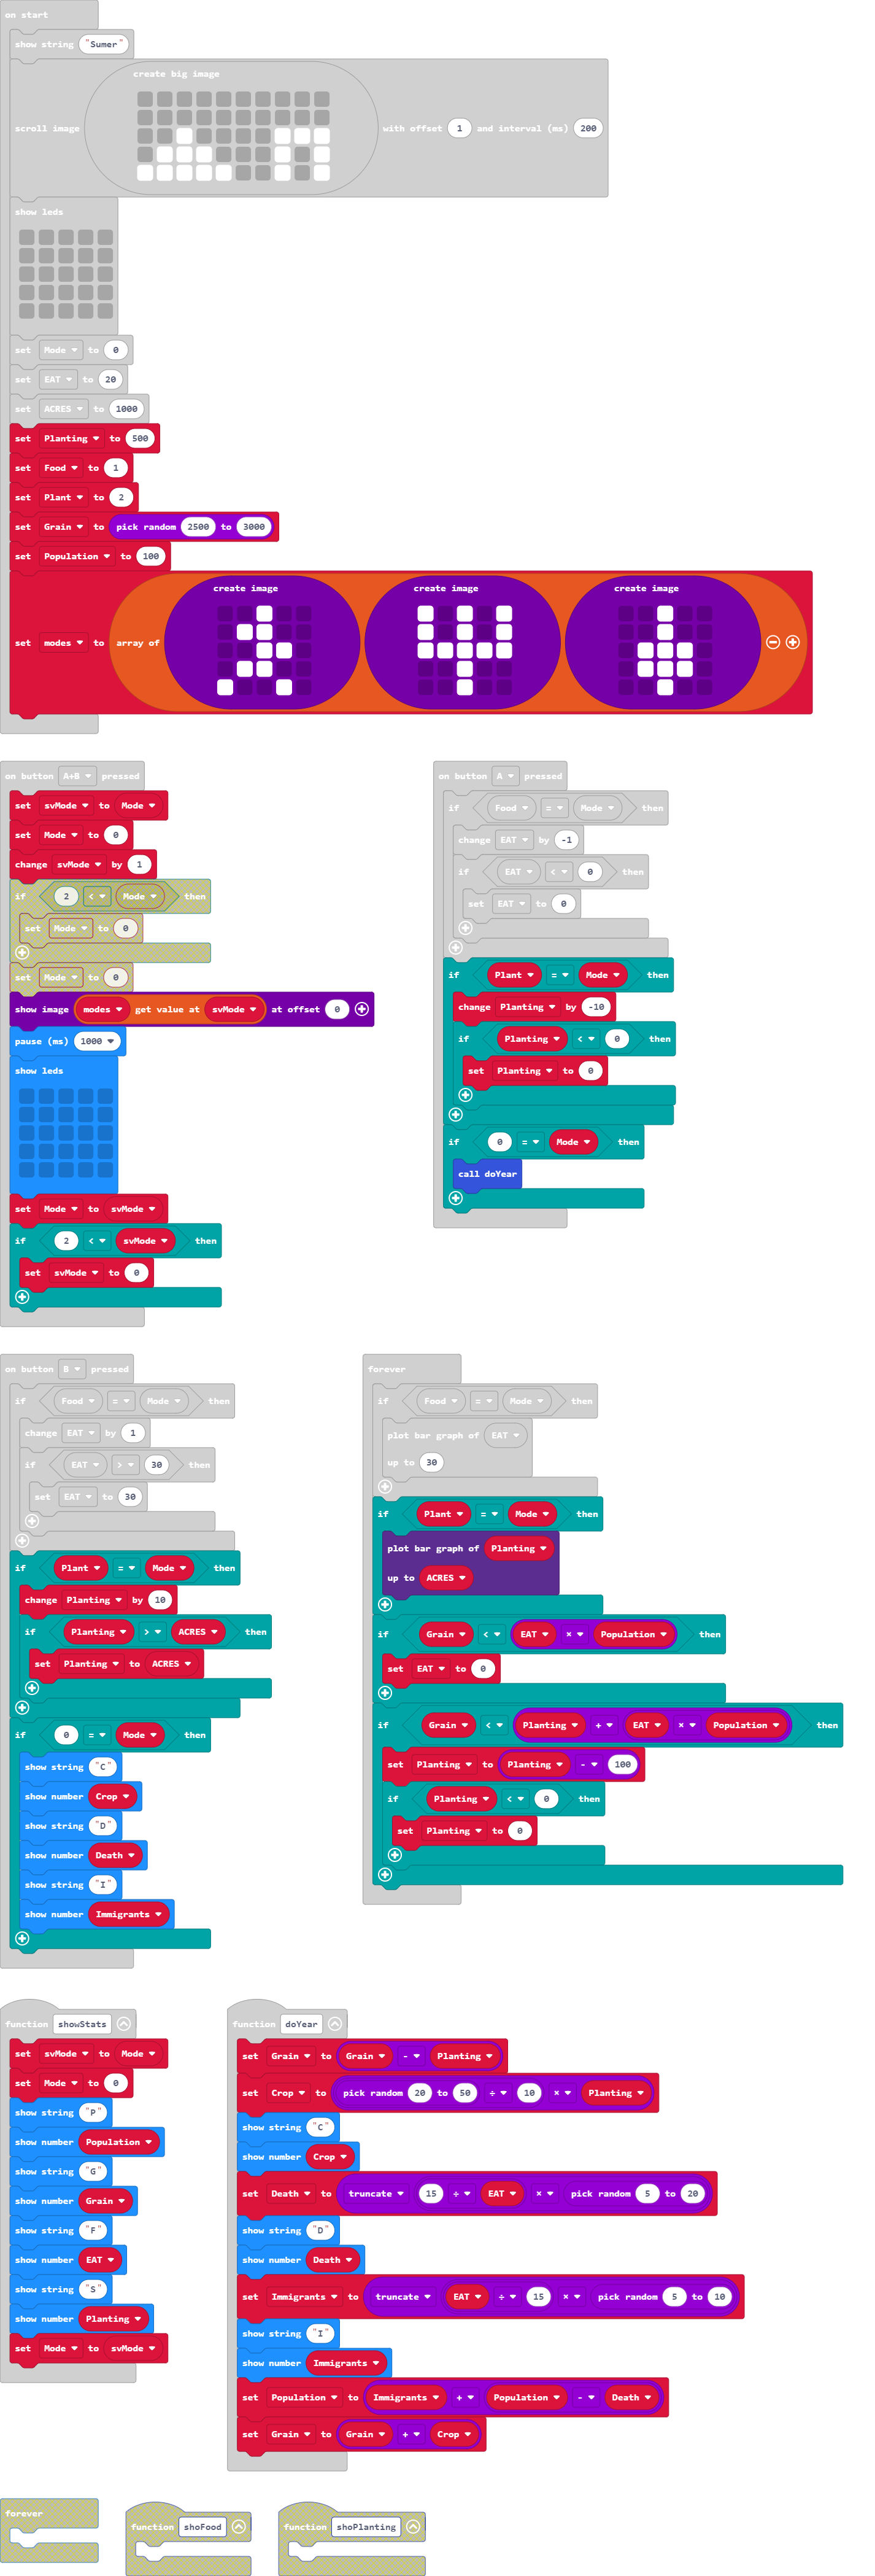 on start
show string "Sumer"
create big image
scroll image with offset 1 and interval (ms) 200
show leds
set Mode to 0
set EAT to 20
set ACRES to 1000
set Planting to 500
set Food to 1
set Plant to 2
set Grain to pick random 2500 to 3000
set Population to 100
create image create image create image
set modes to array of
on button A+B pressed
set svMode to Mode
set Mode to 0
change svMode by 1
if 2 < Mode then
set Mode to 0
set Mode to 0
show image modes get value at svMode at offset 0
pause (ms) 1000
show leds
set Mode to svMode
if 2 < svMode then
set svMode to 0
on button A pressed
if Food = Mode then
change EAT by -1
if EAT < 0 then
set EAT to 0
if Plant = Mode then
change Planting by -10
if Planting < 0 then
set Planting to 0
if 0 = Mode then
call doYear
on button B pressed
if Food = Mode then
change EAT by 1
if EAT > 30 then
set EAT to 30
if Plant = Mode then
change Planting by 10
if Planting > ACRES then
set Planting to ACRES
if 0 = Mode then
show string "C"
show number Crop
show string "D"
show number Death
show string "I"
show number Immigrants
forever
if Food = Mode then
plot bar graph of EAT
up to 30
if Plant = Mode then
plot bar graph of Planting
up to ACRES
if Grain < EAT × Population then
set EAT to 0
if Grain < Planting + EAT × Population then
set Planting to Planting - 100
if Planting < 0 then
set Planting to 0
function showStats
set svMode to Mode
set Mode to 0
show string "P"
show number Population
show string "G"
show number Grain
show string "F"
show number EAT
show string "S"
show number Planting
set Mode to svMode
function doYear
set Grain to Grain - Planting
set Crop to pick random 20 to 50 ÷ 10 × Planting
show string "C"
show number Crop
set Death to truncate 15 ÷ EAT × pick random 5 to 20
show string "D"
show number Death
set Immigrants to truncate EAT ÷ 15 × pick random 5 to 10
show string "I"
show number Immigrants
set Population to Immigrants + Population - Death
set Grain to Grain + Crop
forever
function shoFood
function shoPlanting